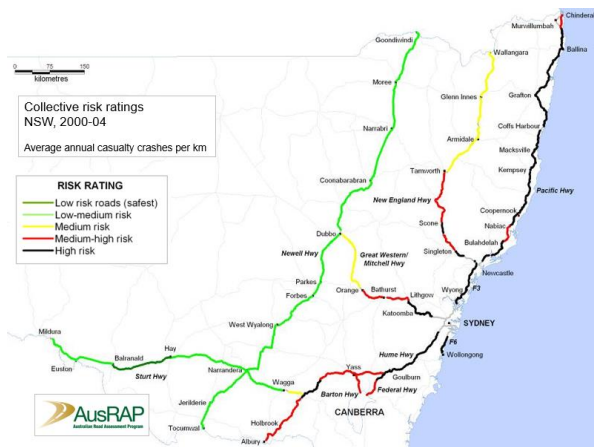 Chinderah
Murwillumbah
Goondiwindi
Ballina
Wallangara
0 75 150
kilometres
Moree
Glenn Innes
Grafton
Collective risk ratings
NSW, 2000-04
Average annual casualty crashes per km
Narrabri
Coffs Harbour
Armidale
Macksville
Kempsey
Tamworth
Coonabarabran
RISK RATING
Low risk roads (safest)
Low-medium risk
Medium risk
Medium-high risk
High risk
Pacific Hwy
New England Hwy
Coopernook
Scone
Nabiac
Dubbo
Bulahdelah
Newell Hwy
Great Western/
Mitchell Hwy
Singleton
Newcastle
Parkes
Orange
Bathurst
Lithgow
Wyong
F3
Forbes
Katoomba
SYDNEY
West Wyalong
Mildura
F6
Hay
Hume Hwy
Wollongong
Balranald
Euston
Sturt Hwy
Narrandera
Yass
Goulburn
Wagga
Barton Hwy
Federal Hwy
Jerilderie
CANBERRA
AusRAP
Australian Road Assessment Program
Holbrook
Tocumwal
Albury